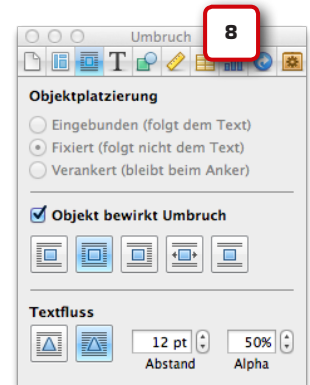 Umbruch
8
T
Objektplatzierung
Eingebunden (folgt dem Text)
Fixiert (folgt nicht dem Text)
Verankert (bleibt beim Anker)
Objekt bewirkt Umbruch
Textfluss
12 pt 50%
Abstand Alpha